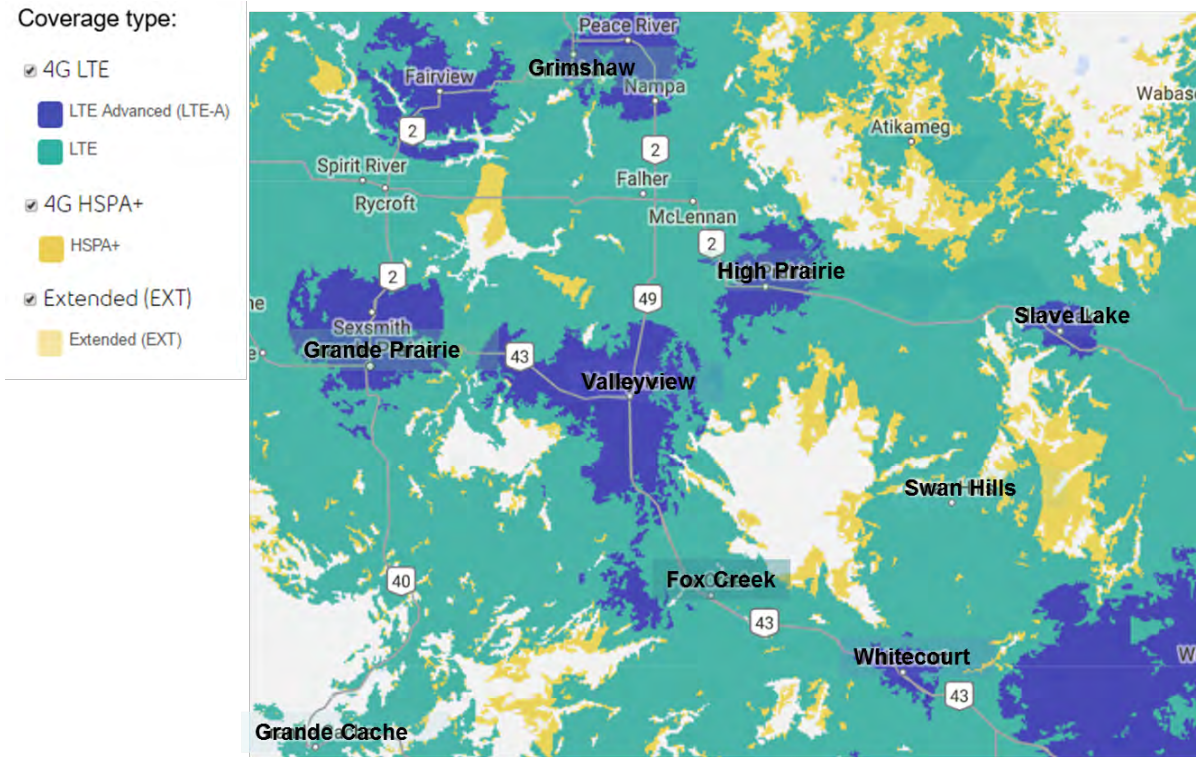 Coverage type:
4G LTE
LTE Advanced (LTE-A)
LTE
4G HSPA+
HSPA+
Extended (EXT)
Extended (EXT)
Peace River
Grimshaw
Fairview
Nampa
Atikameg
2
2
Spirit River
Falher
Rycroft
McLennan
2
High Prairie
2
49
Slave Lake
Sexsmith
Grande Prairie
43
Valleyview
Swan Hills
Fox Creek
40
43
Whitecourt
43
Grande Cache